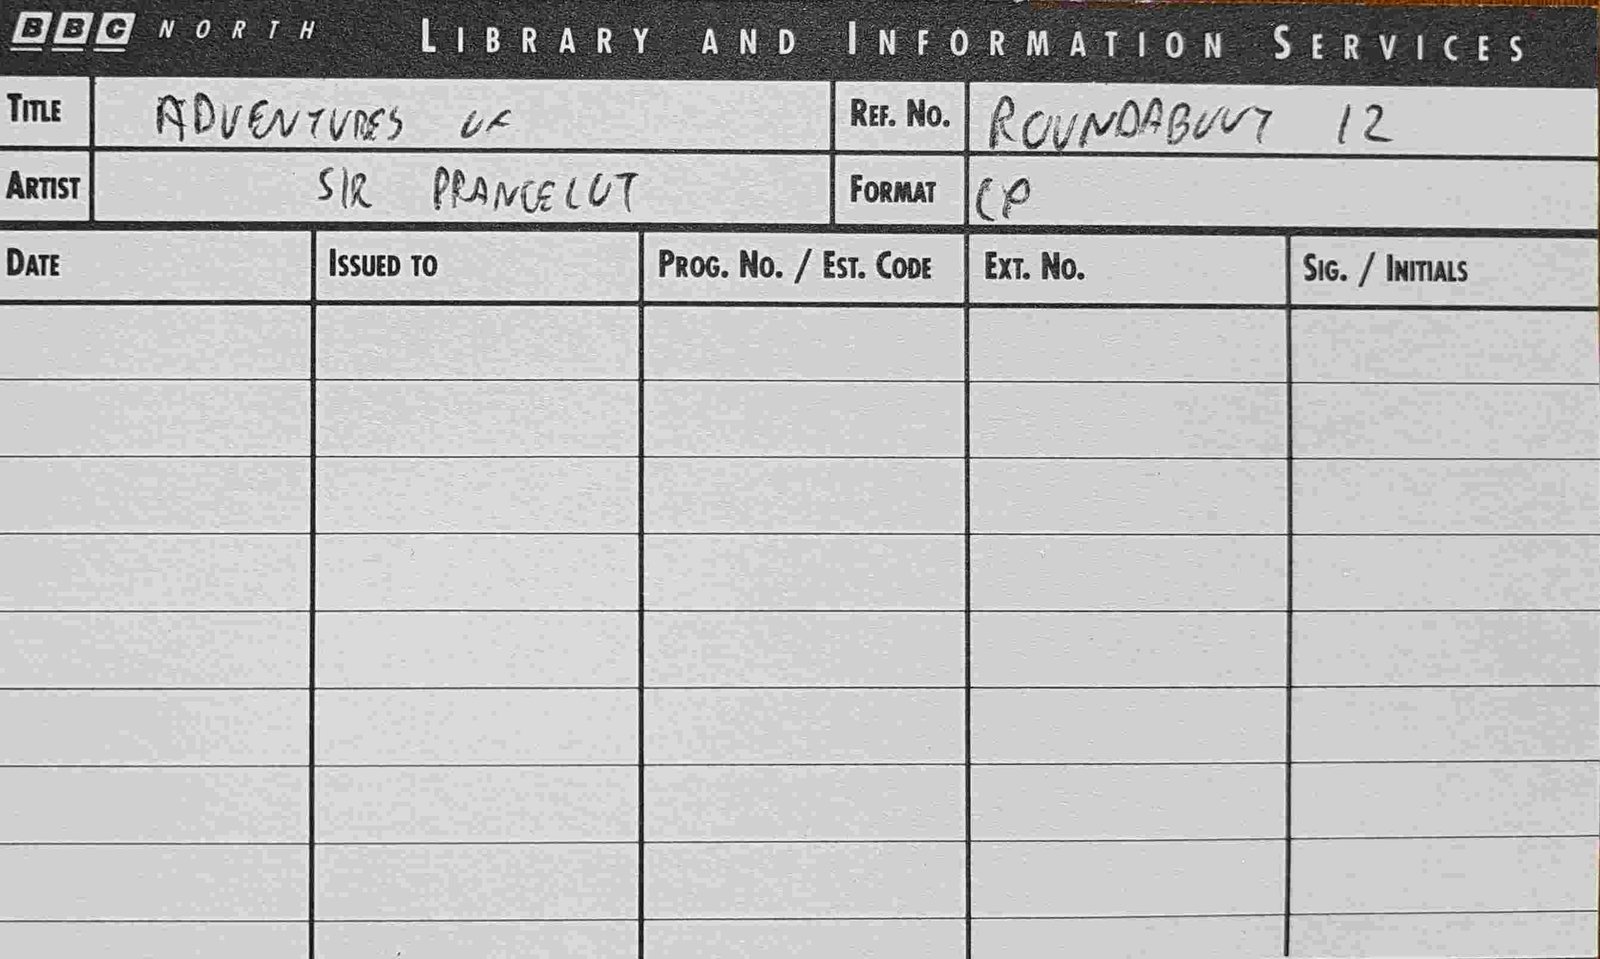 BBC NORTH LIBRARY AND INFORMATION SERVICES
TITLE ADVENTURES OF REF. NO. ROUNDABOUT 12
ARTIST SIR PRANCELOT FORMAT CP
DATE ISSUED TO PROG. NO. / EST. CODE EXT. NO. SIG. / INITIALS